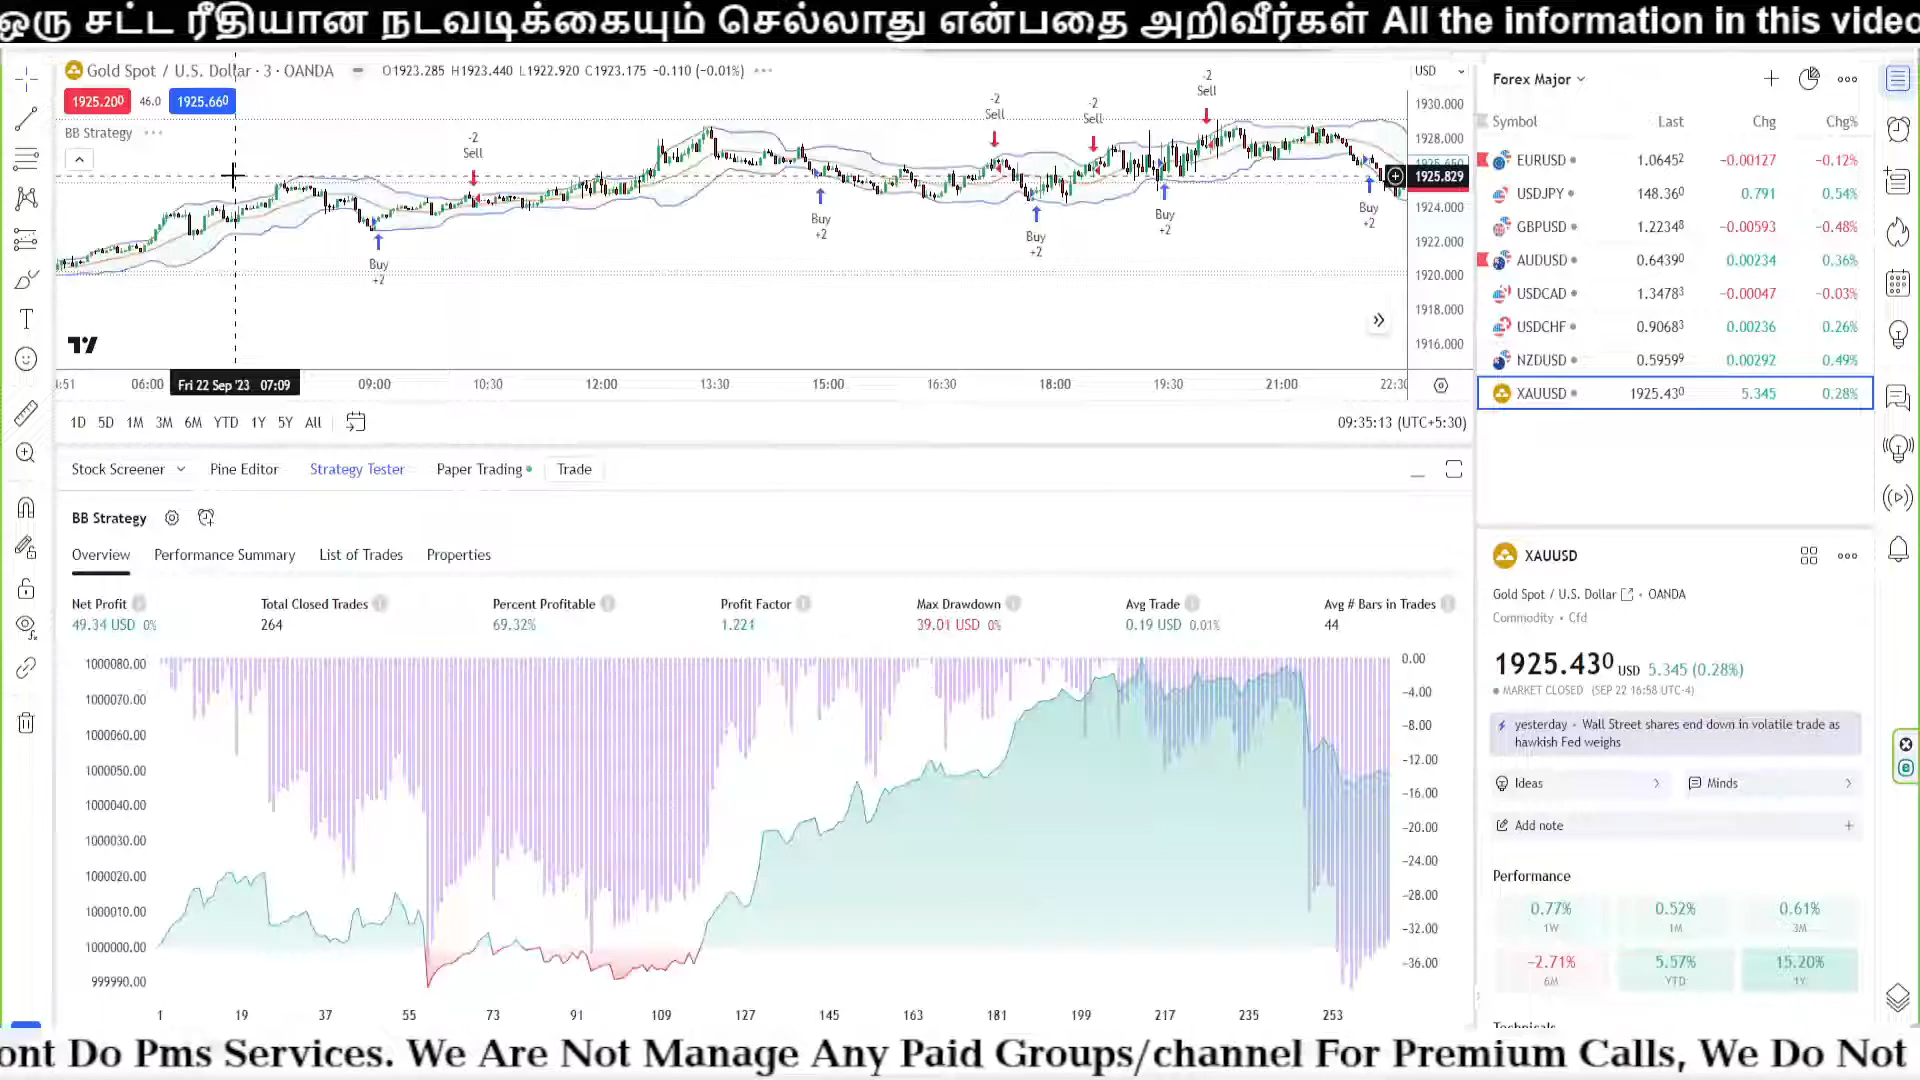 ஒரு சட்ட ரீதியான நடவடிக்கையும் செல்லாது என்பதை அறிவீர்கள் All the information in this video
Gold Spot / U.S. Dollar · 3 · OANDA O1923.285 H1923.440 L1922.920 C1923.175 −0.110 (−0.01%)
1925.200 46.0 1925.660
BB Strategy
-2 Sell
Buy +2
Buy +2
-2 Sell
Buy +2
-2 Sell
Buy +2
-2 Sell
Buy +2
USD
1930.000
1928.000
1925.829
1924.000
1922.000
1920.000
1918.000
1916.000
06:00 Fri 22 Sep '23 07:09 09:00 10:30 12:00 13:30 15:00 16:30 18:00 19:30 21:00 22:30
1D 5D 1M 3M 6M YTD 1Y 5Y All 09:35:13 (UTC+5:30)
Stock Screener Pine Editor Strategy Tester Paper Trading Trade
BB Strategy
Overview Performance Summary List of Trades Properties
Net Profit Total Closed Trades Percent Profitable Profit Factor Max Drawdown Avg Trade Avg # Bars in Trades
49.34 USD 0% 264 69.32% 1.221 39.01 USD 0% 0.19 USD 0.01% 44
1000080.00
1000070.00
1000060.00
1000050.00
1000040.00
1000030.00
1000020.00
1000010.00
1000000.00
999990.00
0.00
−4.00
−8.00
−12.00
−16.00
−20.00
−24.00
−28.00
−32.00
−36.00
1 19 37 55 73 91 109 127 145 163 181 199 217 235 253
Forex Major
Symbol Last Chg Chg%
EURUSD 1.06452 −0.00127 −0.12%
USDJPY 148.360 0.791 0.54%
GBPUSD 1.22348 −0.00593 −0.48%
AUDUSD 0.64390 0.00234 0.36%
USDCAD 1.34783 −0.00047 −0.03%
USDCHF 0.90683 0.00236 0.26%
NZDUSD 0.59599 0.00292 0.49%
XAUUSD 1925.430 5.345 0.28%
XAUUSD
Gold Spot / U.S. Dollar · OANDA
Commodity · Cfd
1925.430 USD 5.345 (0.28%)
MARKET CLOSED (SEP 22 16:58 UTC-4)
yesterday · Wall Street shares end down in volatile trade as
hawkish Fed weighs
Ideas Minds
Add note
Performance
0.77% 0.52% 0.61%
1W 1M 3M
−2.71% 5.57% 15.20%
6M YTD 1Y
ont Do Pms Services. We Are Not Manage Any Paid Groups/channel For Premium Calls, We Do Not